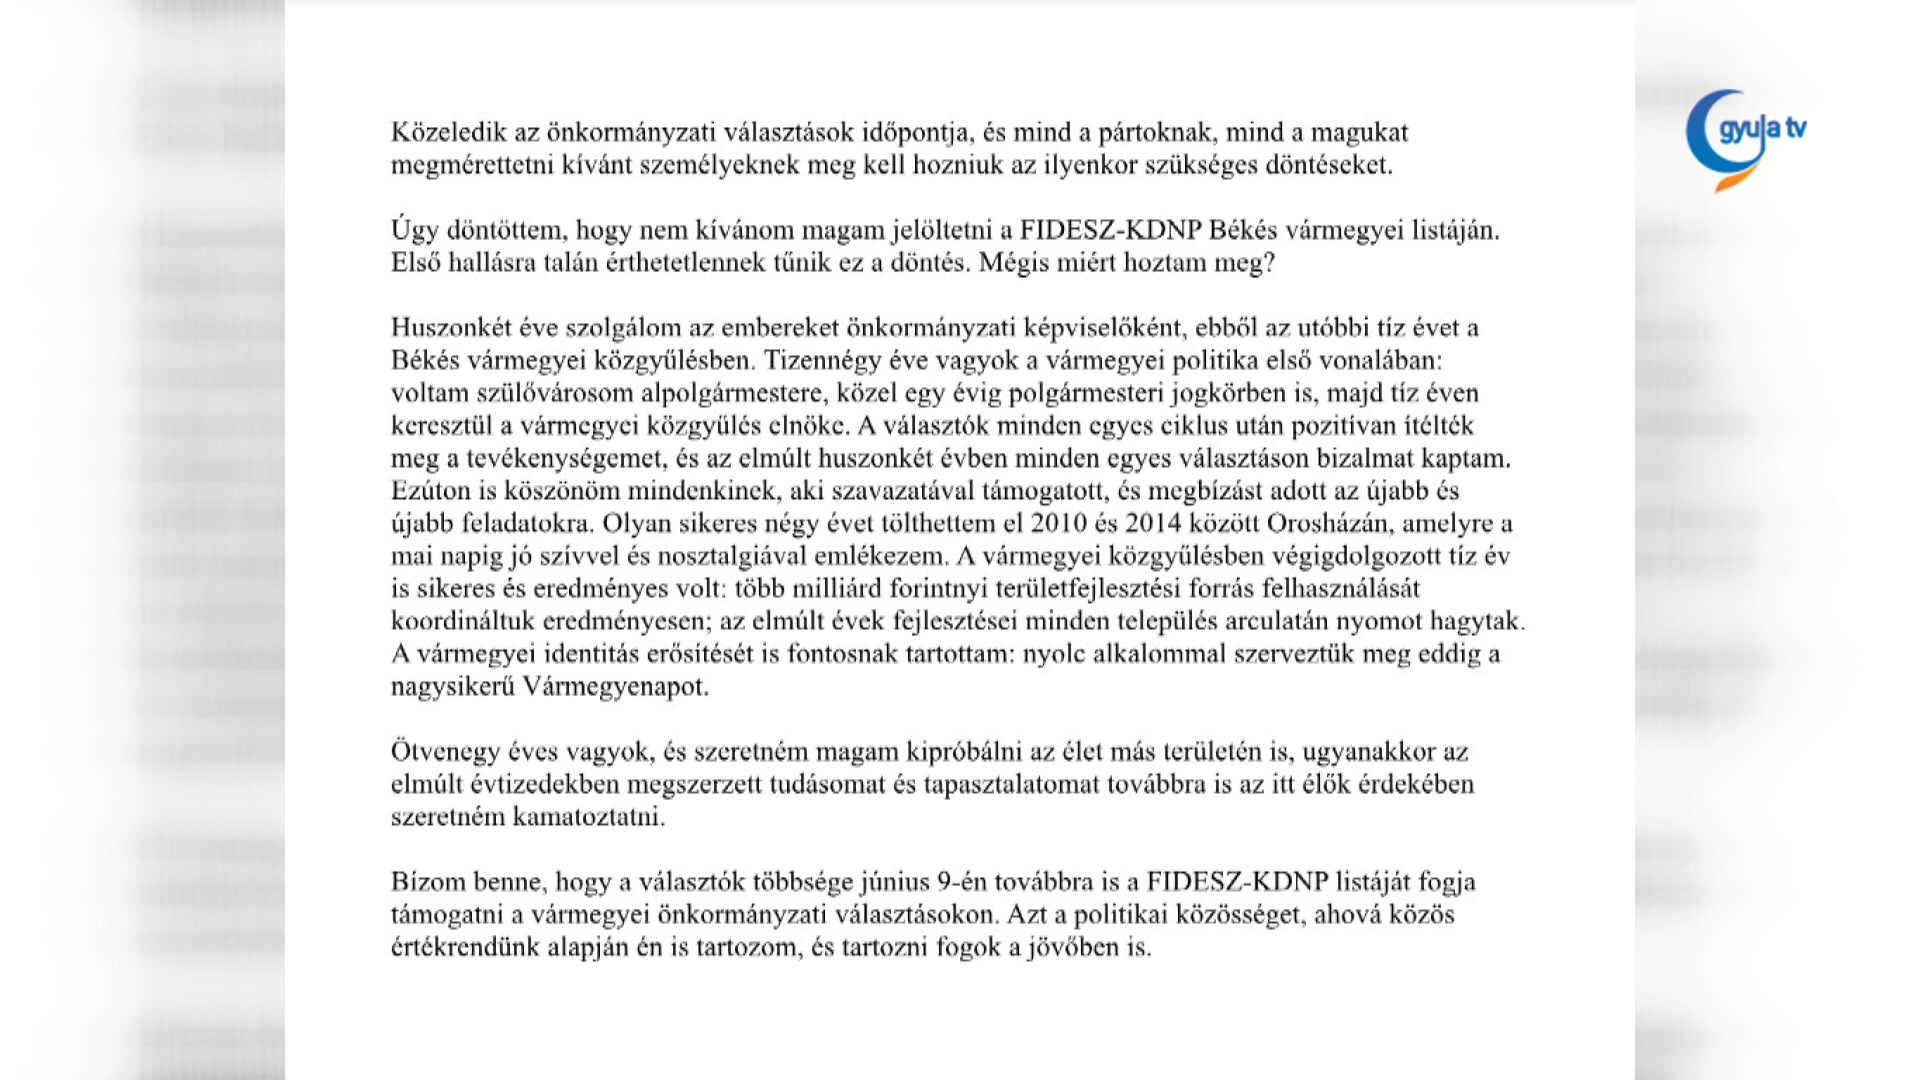 Közeledik az önkormányzati választások időpontja, és mind a pártoknak, mind a magukat
megmérettetni kívánt személyeknek meg kell hozniuk az ilyenkor szükséges döntéseket.
Úgy döntöttem, hogy nem kívánom magam jelöltetni a FIDESZ-KDNP Békés vármegyei listáján.
Első hallásra talán érthetetlennek tűnik ez a döntés. Mégis miért hoztam meg?
Huszonkét éve szolgálom az embereket önkormányzati képviselőként, ebből az utóbbi tíz évet a
Békés vármegyei közgyűlésben. Tizennégy éve vagyok a vármegyei politika első vonalában:
voltam szülővárosom alpolgármestere, közel egy évig polgármesteri jogkörben is, majd tíz éven
keresztül a vármegyei közgyűlés elnöke. A választók minden egyes ciklus után pozitívan ítélték
meg a tevékenységemet, és az elmúlt huszonkét évben minden egyes választáson bizalmat kaptam.
Ezúton is köszönöm mindenkinek, aki szavazatával támogatott, és megbízást adott az újabb és
újabb feladatokra. Olyan sikeres négy évet tölthettem el 2010 és 2014 között Orosházán, amelyre a
mai napig jó szívvel és nosztalgiával emlékezem. A vármegyei közgyűlésben végigdolgozott tíz év
is sikeres és eredményes volt: több milliárd forintnyi területfejlesztési forrás felhasználását
koordináltuk eredményesen; az elmúlt évek fejlesztései minden település arculatán nyomot hagytak.
A vármegyei identitás erősítését is fontosnak tartottam: nyolc alkalommal szerveztük meg eddig a
nagysikerű Vármegyenapot.
Ötvenegy éves vagyok, és szeretném magam kipróbálni az élet más területén is, ugyanakkor az
elmúlt évtizedekben megszerzett tudásomat és tapasztalatomat továbbra is az itt élők érdekében
szeretném kamatoztatni.
Bízom benne, hogy a választók többsége június 9-én továbbra is a FIDESZ-KDNP listáját fogja
támogatni a vármegyei önkormányzati választásokon. Azt a politikai közösséget, ahová közös
értékrendünk alapján én is tartozom, és tartozni fogok a jövőben is.
gyula tv